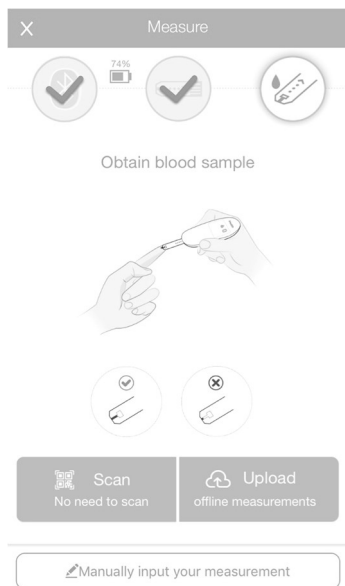 Measure
74%
Obtain blood sample
Scan
No need to scan
Upload
offline measurements
Manually input your measurement